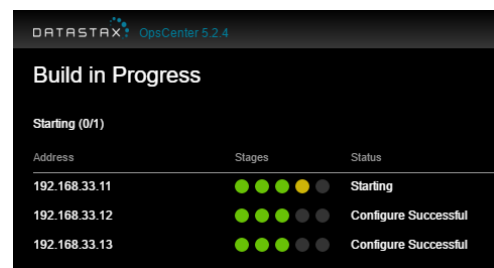 DATASTAX OpsCenter 5.2.4
Build in Progress
Starting (0/1)
Address Stages Status
192.168.33.11 Starting
192.168.33.12 Configure Successful
192.168.33.13 Configure Successful